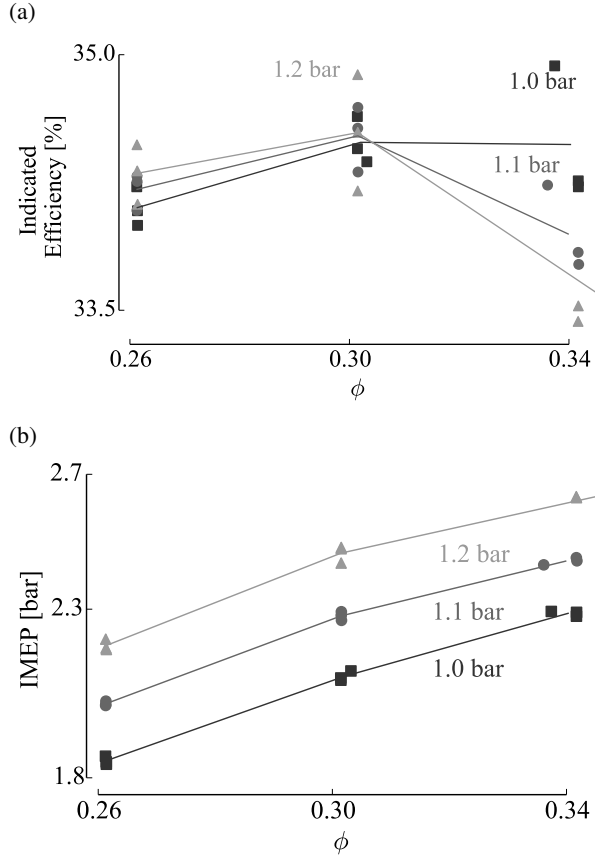 (a)
35.0
1.2 bar
1.0 bar
1.1 bar
Indicated
Efficiency [%]
33.5
0.26
0.30
0.34
ϕ
(b)
2.7
1.2 bar
2.3
1.1 bar
IMEP [bar]
1.0 bar
1.8
0.26
0.30
0.34
ϕ